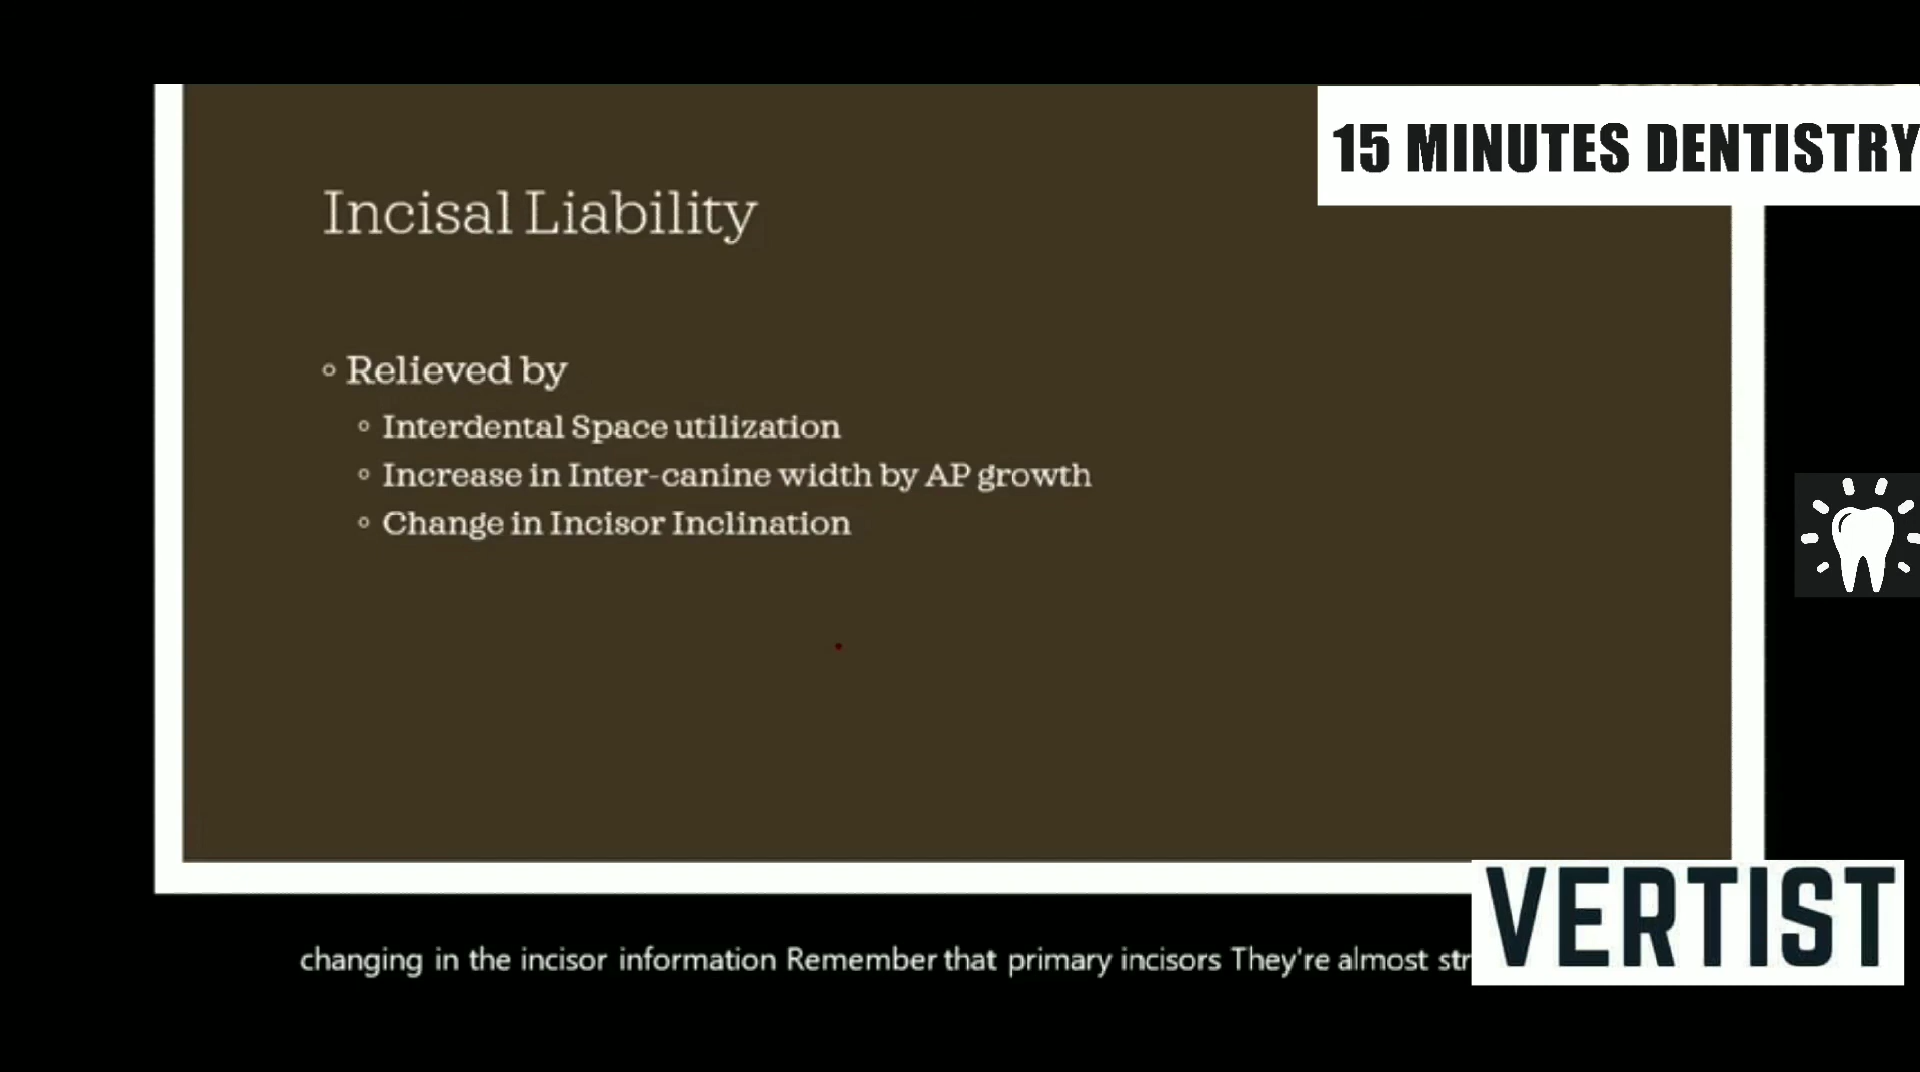 15 MINUTES DENTISTRY
Incisal Liability
Relieved by
Interdental Space utilization
Increase in Inter-canine width by AP growth
Change in Incisor Inclination
VERTIST
changing in the incisor information Remember that primary incisors They're almost